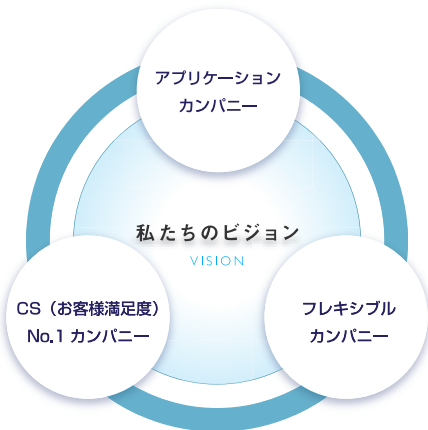 アプリケーション
カンパニー
私たちのビジョン
VISION
CS（お客様満足度）
No.1 カンパニー
フレキシブル
カンパニー